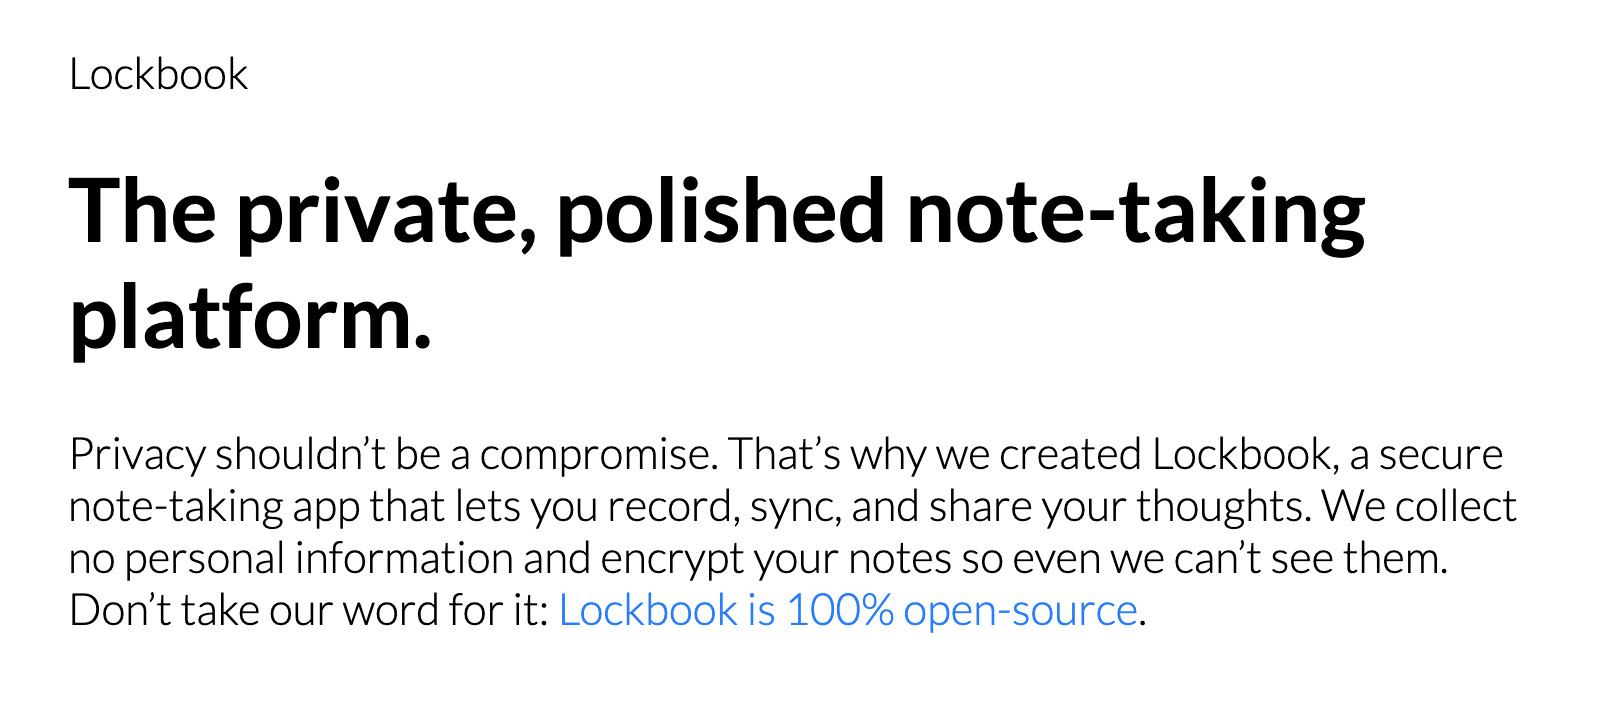 Lockbook
The private, polished note-taking
platform.
Privacy shouldn’t be a compromise. That’s why we created Lockbook, a secure
note-taking app that lets you record, sync, and share your thoughts. We collect
no personal information and encrypt your notes so even we can’t see them.
Don’t take our word for it: Lockbook is 100% open-source.